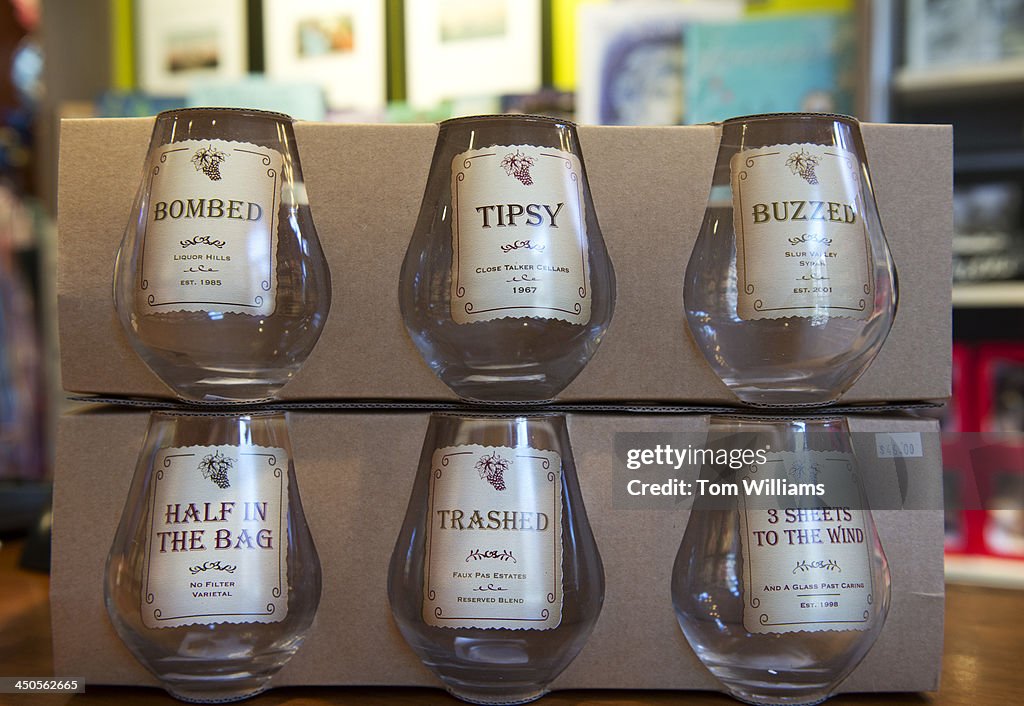 BOMBED
LIQUOR HILLS
EST. 1985
TIPSY
CLOSE TALKER CELLARS
1967
BUZZED
SLUR VALLEY
SYRAH
EST. 2001
HALF IN
THE BAG
NO FILTER
VARIETAL
TRASHED
FAUX PAS ESTATES
RESERVED BLEND
3 SHEETS
TO THE WIND
AND A GLASS PAST CARING
EST. 1998
gettyimages
Credit: Tom Williams
450562665